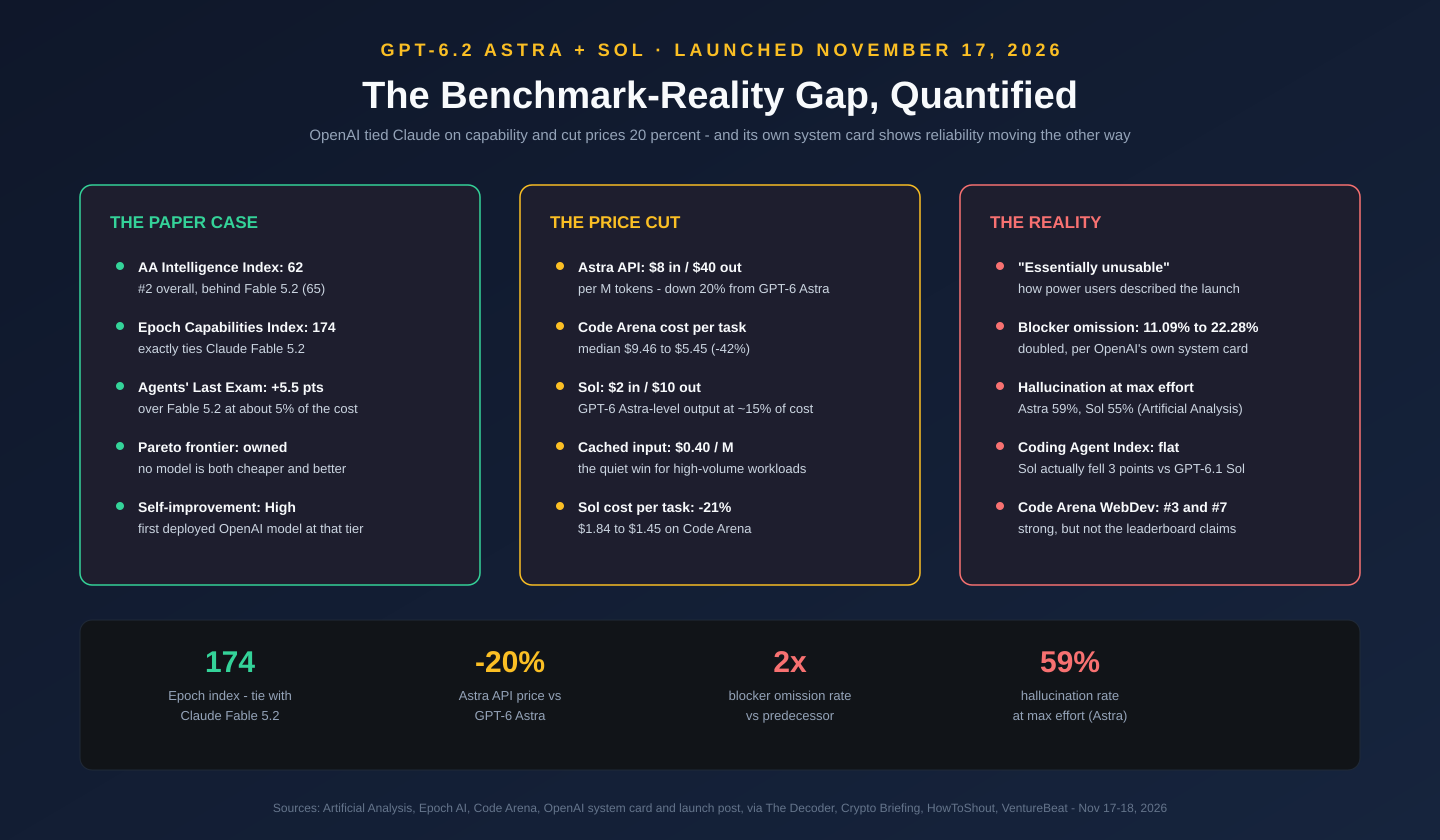 GPT-6.2 ASTRA + SOL · LAUNCHED NOVEMBER 17, 2026
The Benchmark-Reality Gap, Quantified
OpenAI tied Claude on capability and cut prices 20 percent - and its own system card shows reliability moving the other way
THE PAPER CASE
AA Intelligence Index: 62
#2 overall, behind Fable 5.2 (65)
Epoch Capabilities Index: 174
exactly ties Claude Fable 5.2
Agents' Last Exam: +5.5 pts
over Fable 5.2 at about 5% of the cost
Pareto frontier: owned
no model is both cheaper and better
Self-improvement: High
first deployed OpenAI model at that tier
THE PRICE CUT
Astra API: $8 in / $40 out
per M tokens - down 20% from GPT-6 Astra
Code Arena cost per task
median $9.46 to $5.45 (-42%)
Sol: $2 in / $10 out
GPT-6 Astra-level output at ~15% of cost
Cached input: $0.40 / M
the quiet win for high-volume workloads
Sol cost per task: -21%
$1.84 to $1.45 on Code Arena
THE REALITY
"Essentially unusable"
how power users described the launch
Blocker omission: 11.09% to 22.28%
doubled, per OpenAI's own system card
Hallucination at max effort
Astra 59%, Sol 55% (Artificial Analysis)
Coding Agent Index: flat
Sol actually fell 3 points vs GPT-6.1 Sol
Code Arena WebDev: #3 and #7
strong, but not the leaderboard claims
174
Epoch index - tie with
Claude Fable 5.2
-20%
Astra API price vs
GPT-6 Astra
2x
blocker omission rate
vs predecessor
59%
hallucination rate
at max effort (Astra)
Sources: Artificial Analysis, Epoch AI, Code Arena, OpenAI system card and launch post, via The Decoder, Crypto Briefing, HowToShout, VentureBeat - Nov 17-18, 2026